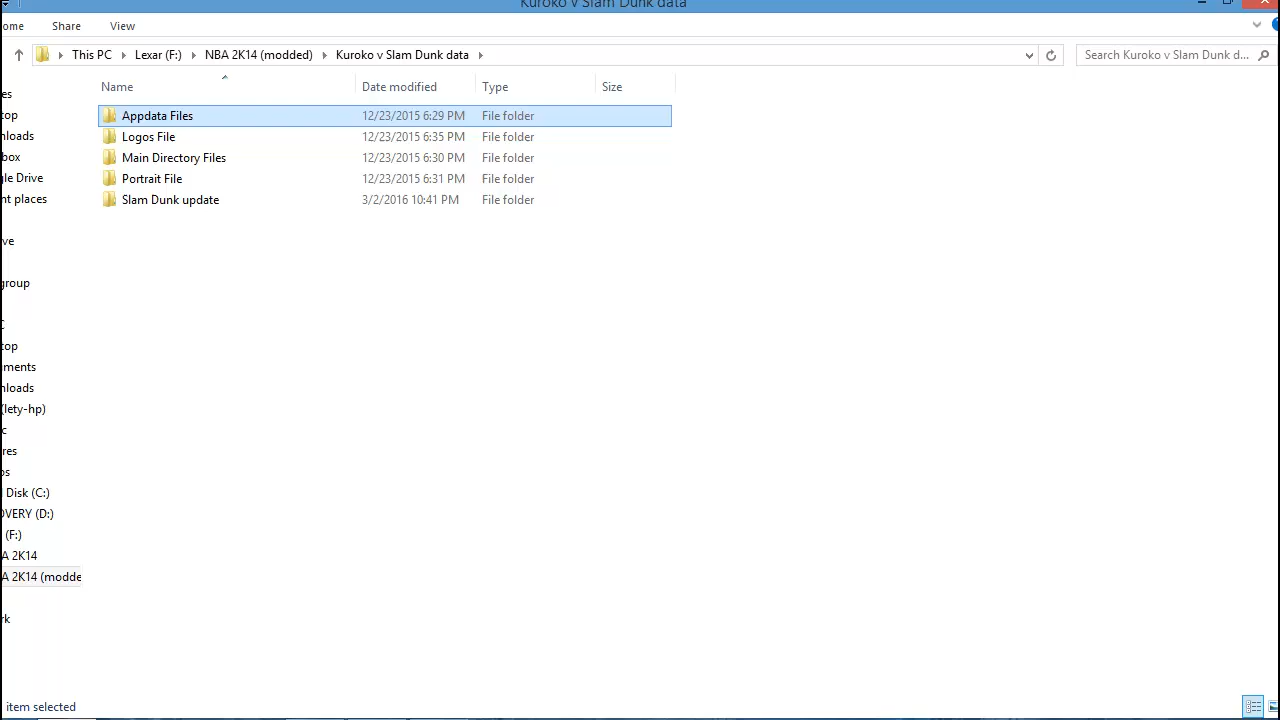 Kuroko v Slam Dunk data
ome Share View
This PC Lexar (F:) NBA 2K14 (modded) Kuroko v Slam Dunk data Search Kuroko v Slam Dunk d...
Name Date modified Type Size
Appdata Files 12/23/2015 6:29 PM File folder
Logos File 12/23/2015 6:35 PM File folder
Main Directory Files 12/23/2015 6:30 PM File folder
Portrait File 12/23/2015 6:31 PM File folder
Slam Dunk update 3/2/2016 10:41 PM File folder
es
top
nloads
box
gle Drive
nt places
ve
group
C
top
ments
nloads
(lety-hp)
c
res
os
l Disk (C:)
OVERY (D:)
(F:)
A 2K14
A 2K14 (modde
rk
item selected